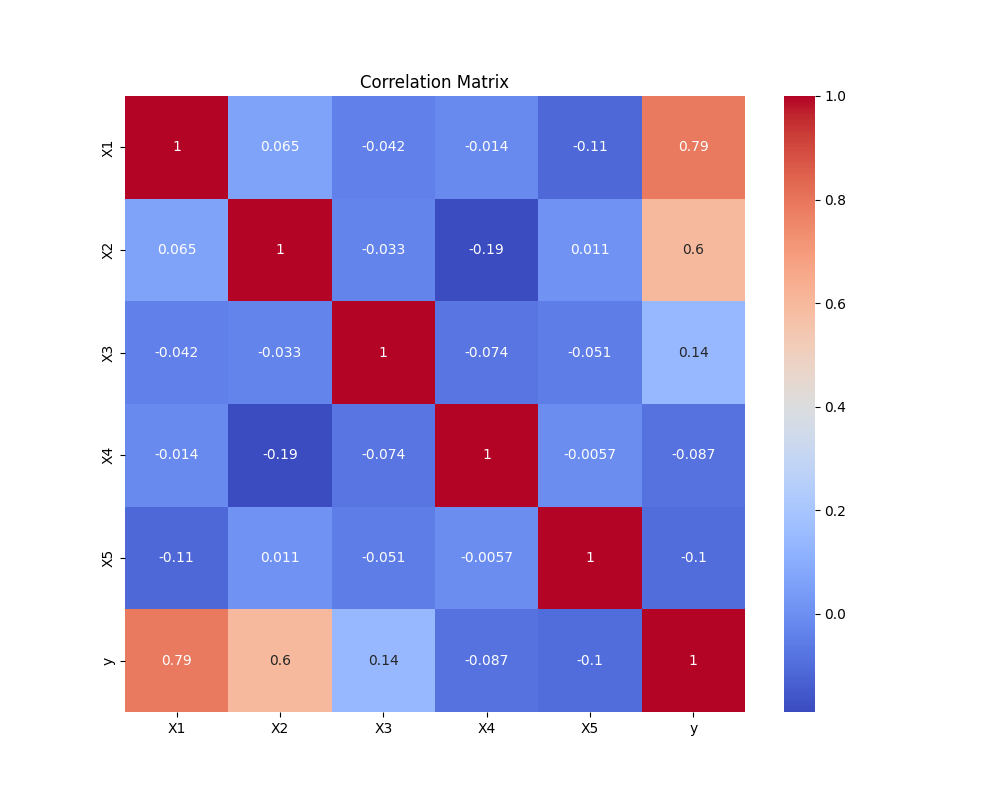 Correlation Matrix
X1 1 0.065 -0.042 -0.014 -0.11 0.79
X2 0.065 1 -0.033 -0.19 0.011 0.6
X3 -0.042 -0.033 1 -0.074 -0.051 0.14
X4 -0.014 -0.19 -0.074 1 -0.0057 -0.087
X5 -0.11 0.011 -0.051 -0.0057 1 -0.1
y 0.79 0.6 0.14 -0.087 -0.1 1
X1 X2 X3 X4 X5 y
1.0
0.8
0.6
0.4
0.2
0.0